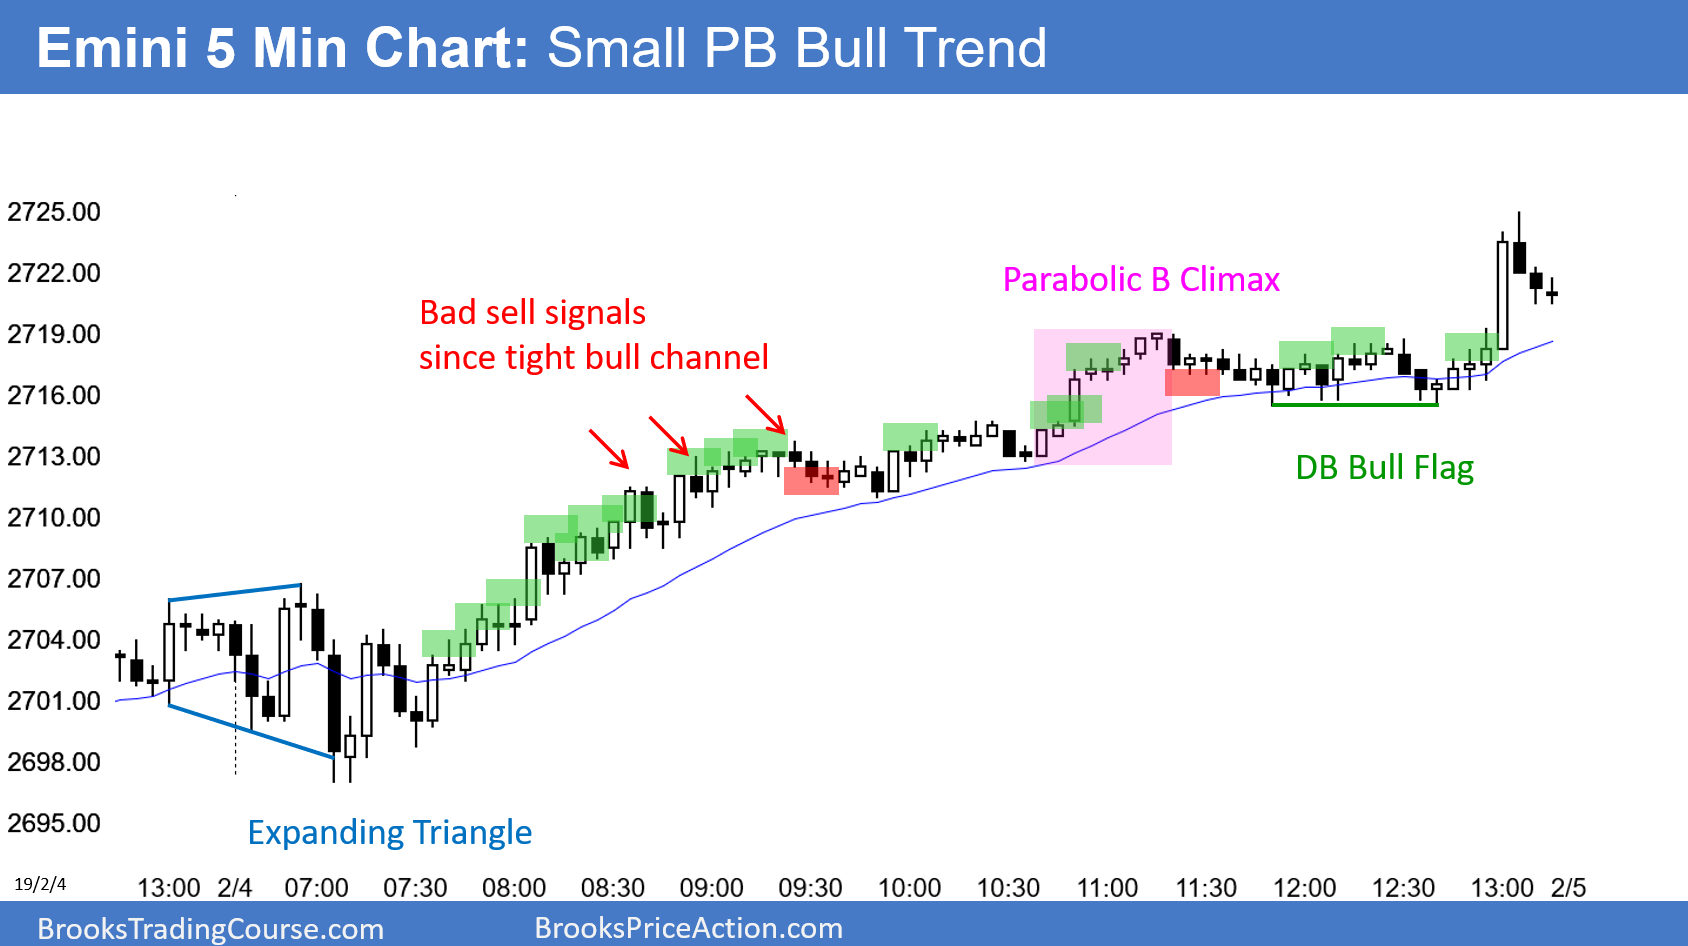 Emini 5 Min Chart: Small PB Bull Trend
2725.00
2722.00
2719.00
2716.00
2713.00
2710.00
2707.00
2704.00
2701.00
2698.00
2695.00
Parabolic B Climax
Bad sell signals
since tight bull channel
DB Bull Flag
Expanding Triangle
19/2/4
13:00 2/4 07:00 07:30 08:00 08:30 09:00 09:30 10:00 10:30 11:00 11:30 12:00 12:30 13:00 2/5
BrooksTradingCourse.com
BrooksPriceAction.com